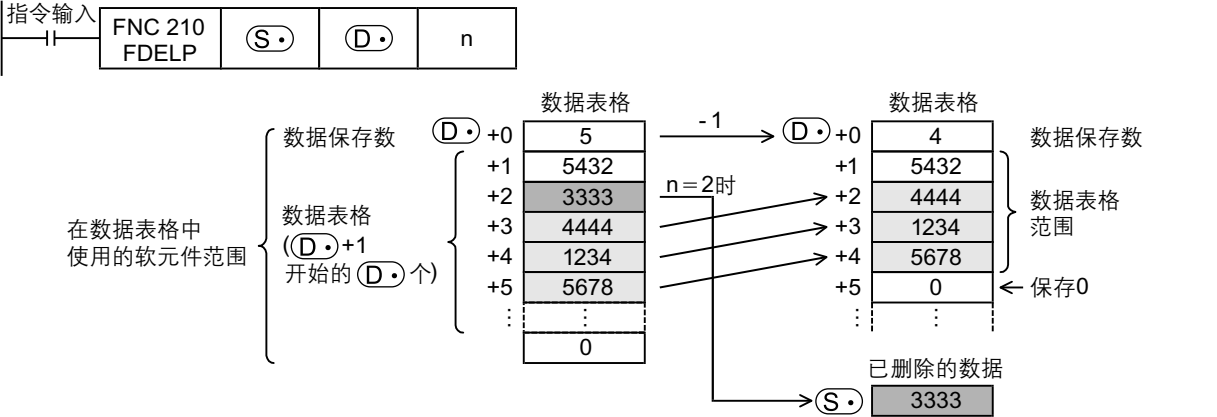 指令输入
FNC 210
FDELP
S·
D·
n
数据表格
数据表格
数据保存数
D· +0
5
-1
D· +0
4
数据保存数
+1
5432
+1
5432
+2
3333
n=2时
+2
4444
+3
4444
+3
1234
+4
1234
+4
5678
+5
5678
+5
0
保存0
⋮
⋮
⋮
⋮
0
在数据表格中
使用的软元件范围
数据表格
(D·+1
开始的D·个)
数据表格
范围
已删除的数据
S·
3333